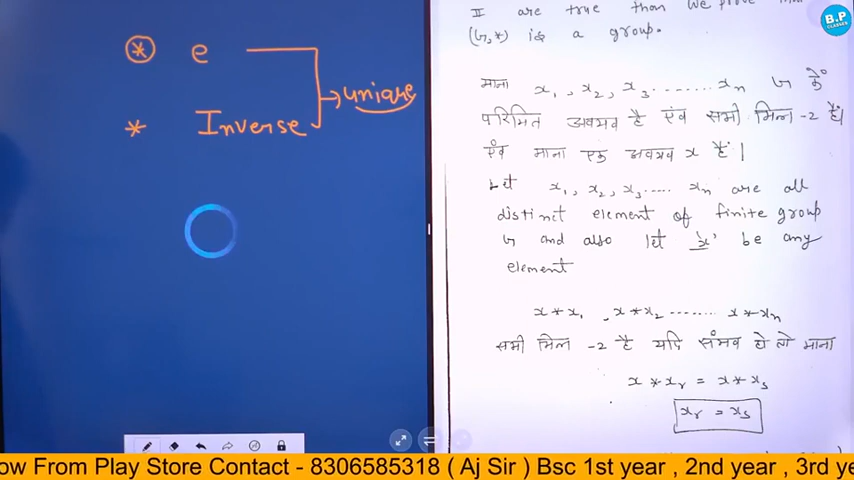 * e
* Inverse
unique
II are true than we prove
(G,*) is a group.
B.P
CLASSES
माना x₁, x₂, x₃ ....... xn G के
परिमित अवयव है एंव सभी भिन्न -2 है।
एंव माना एक अवयव x है।
Let x₁, x₂, x₃..... xn are all
distinct element of finite group
G and also let 'x' be any
element
x*x₁, x*x₂ ........ x*xn
सभी भिन्न -2 है यदि संभव हो तो माना
x*xr = x*xs
xr = xs
ow From Play Store Contact - 8306585318 ( Aj Sir ) Bsc 1st year , 2nd year , 3rd ye